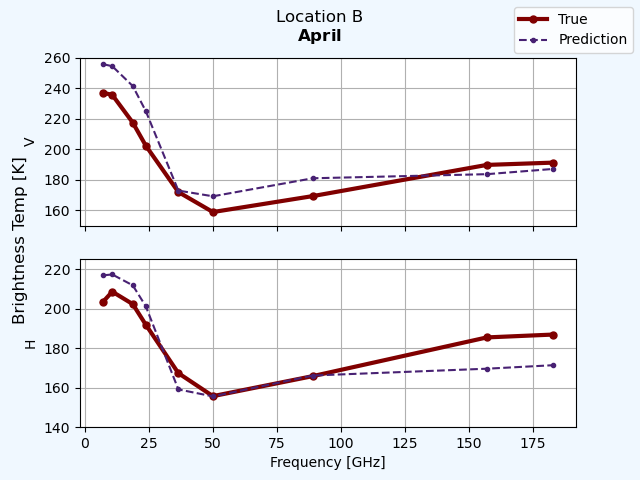 Location B
April
True
Prediction
260
240
220
200
180
160
V
Brightness Temp [K]
220
200
180
160
140
H
0 25 50 75 100 125 150 175
Frequency [GHz]